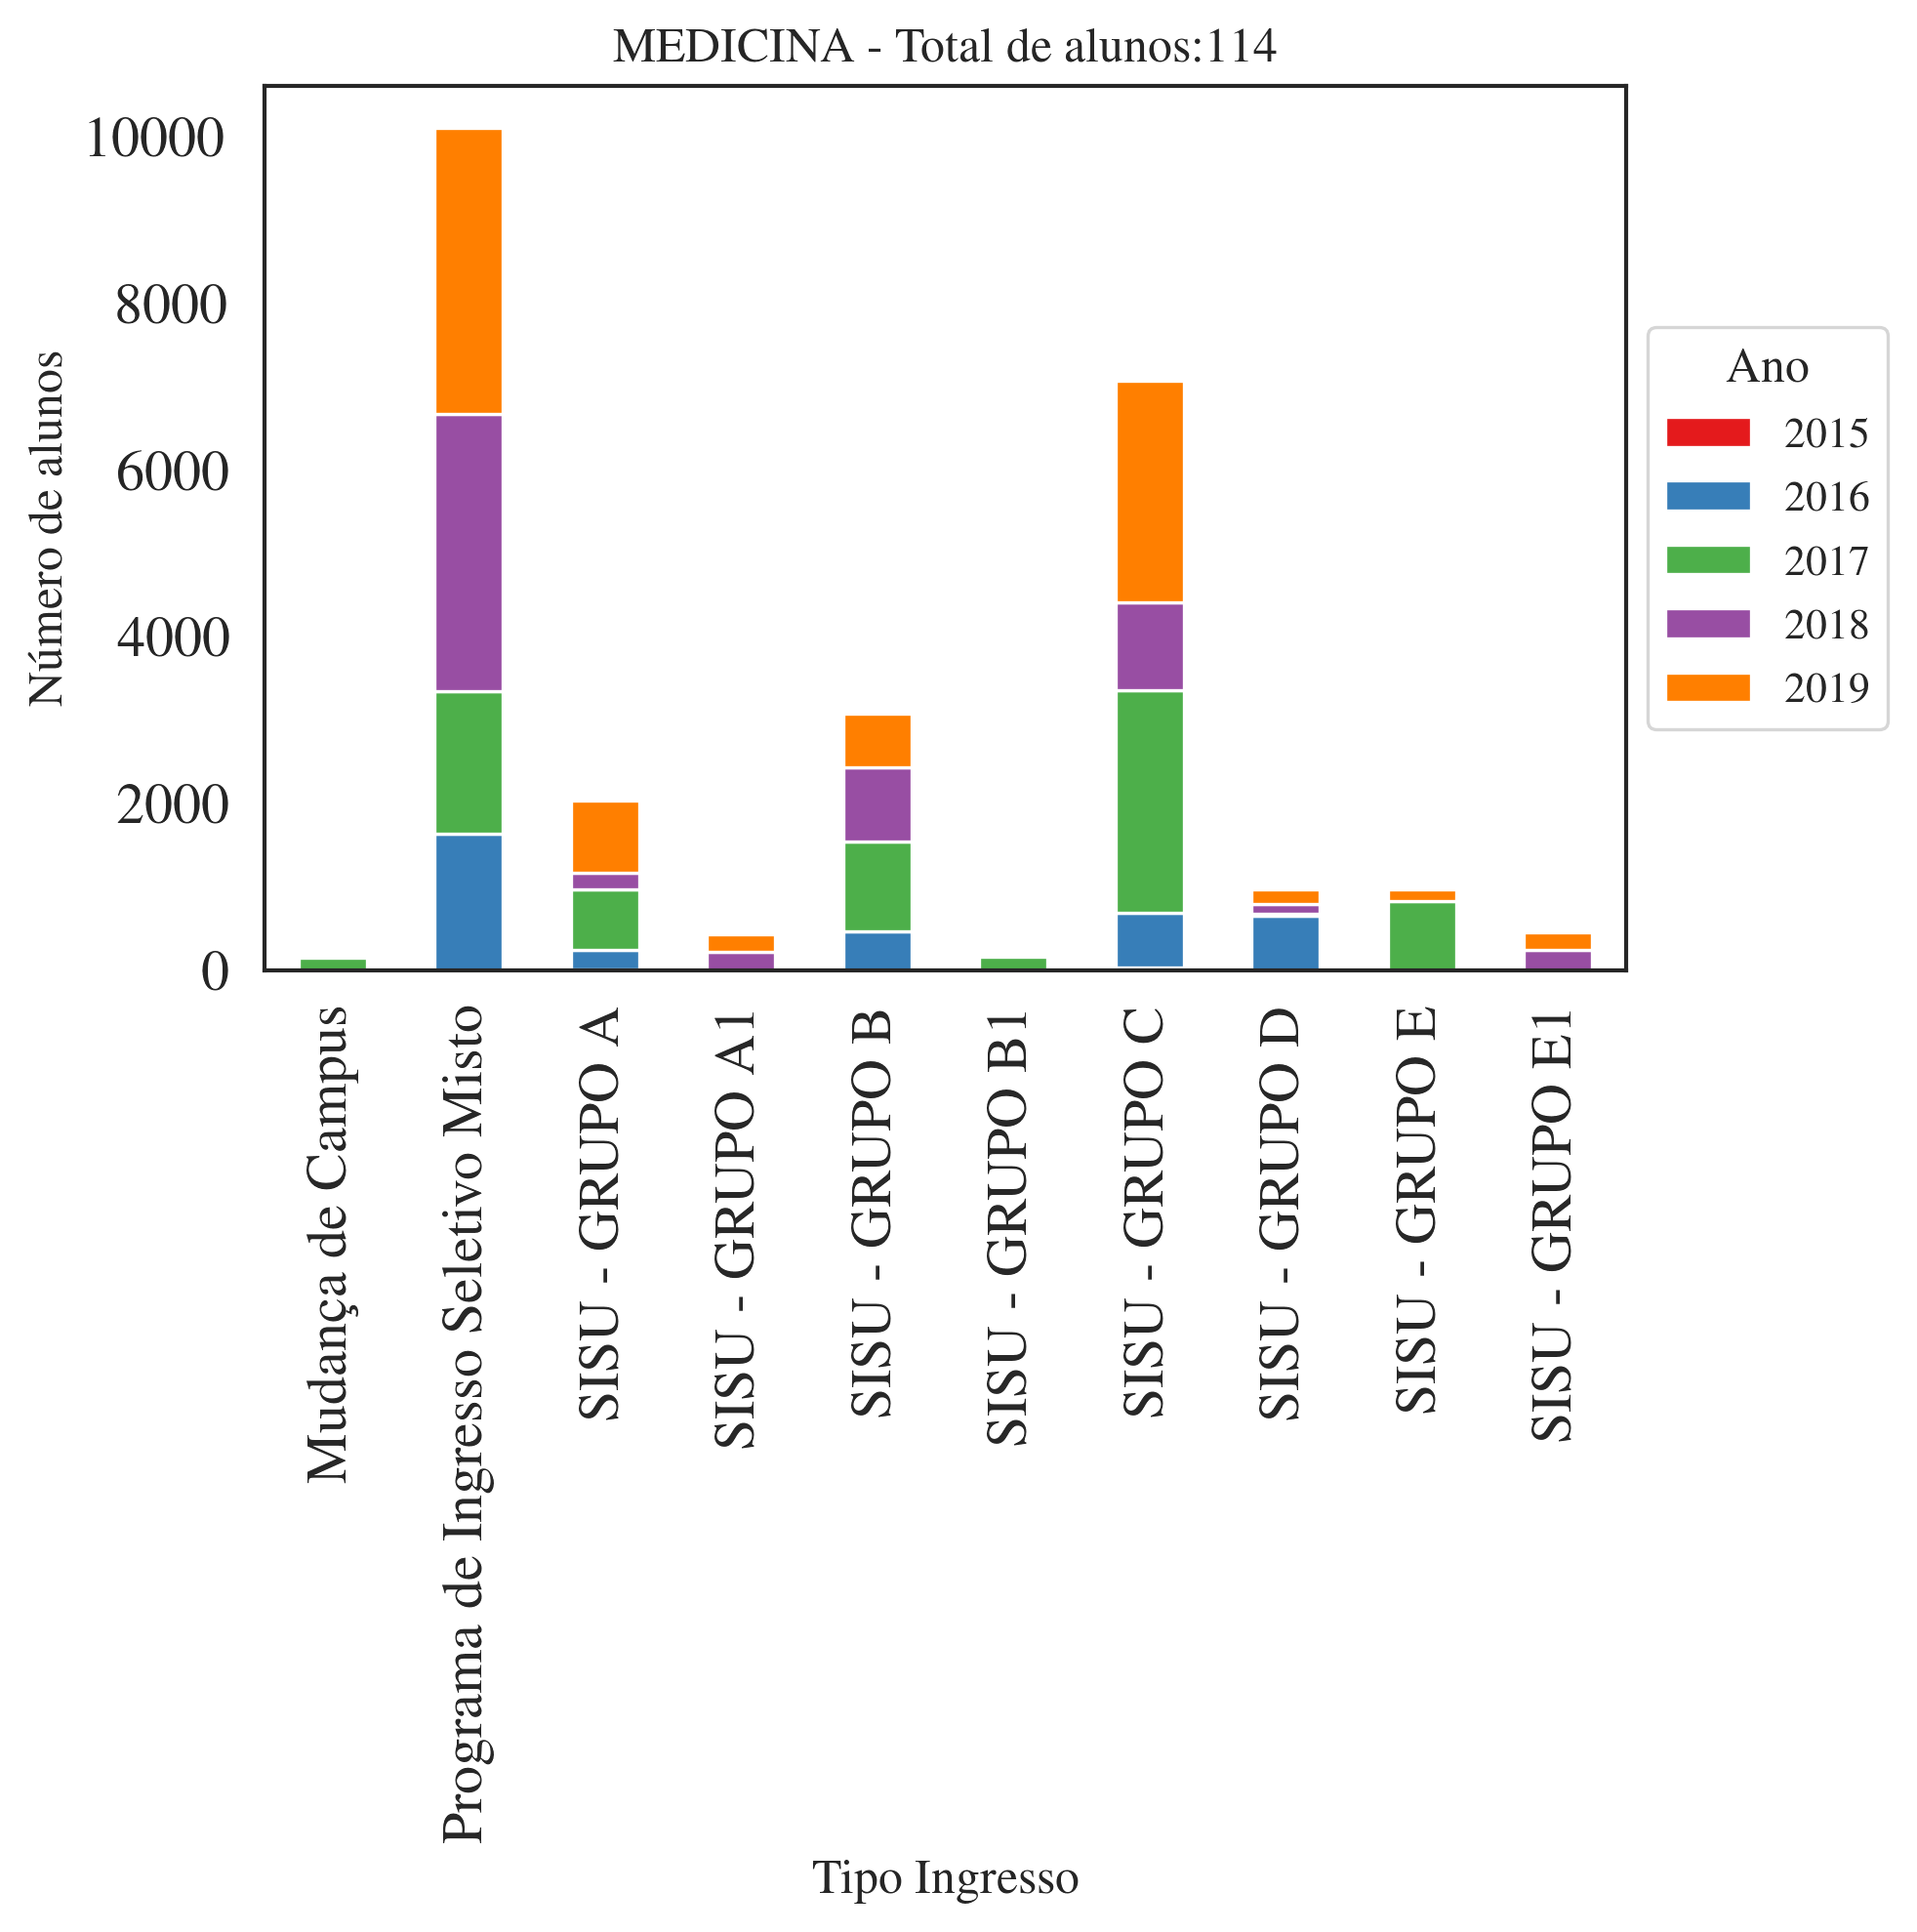 MEDICINA - Total de alunos:114
10000
8000
6000
4000
2000
0
Número de alunos
Ano
2015
2016
2017
2018
2019
Mudança de Campus
Programa de Ingresso Seletivo Misto
SISU - GRUPO A
SISU - GRUPO A1
SISU - GRUPO B
SISU - GRUPO B1
SISU - GRUPO C
SISU - GRUPO D
SISU - GRUPO E
SISU - GRUPO E1
Tipo Ingresso